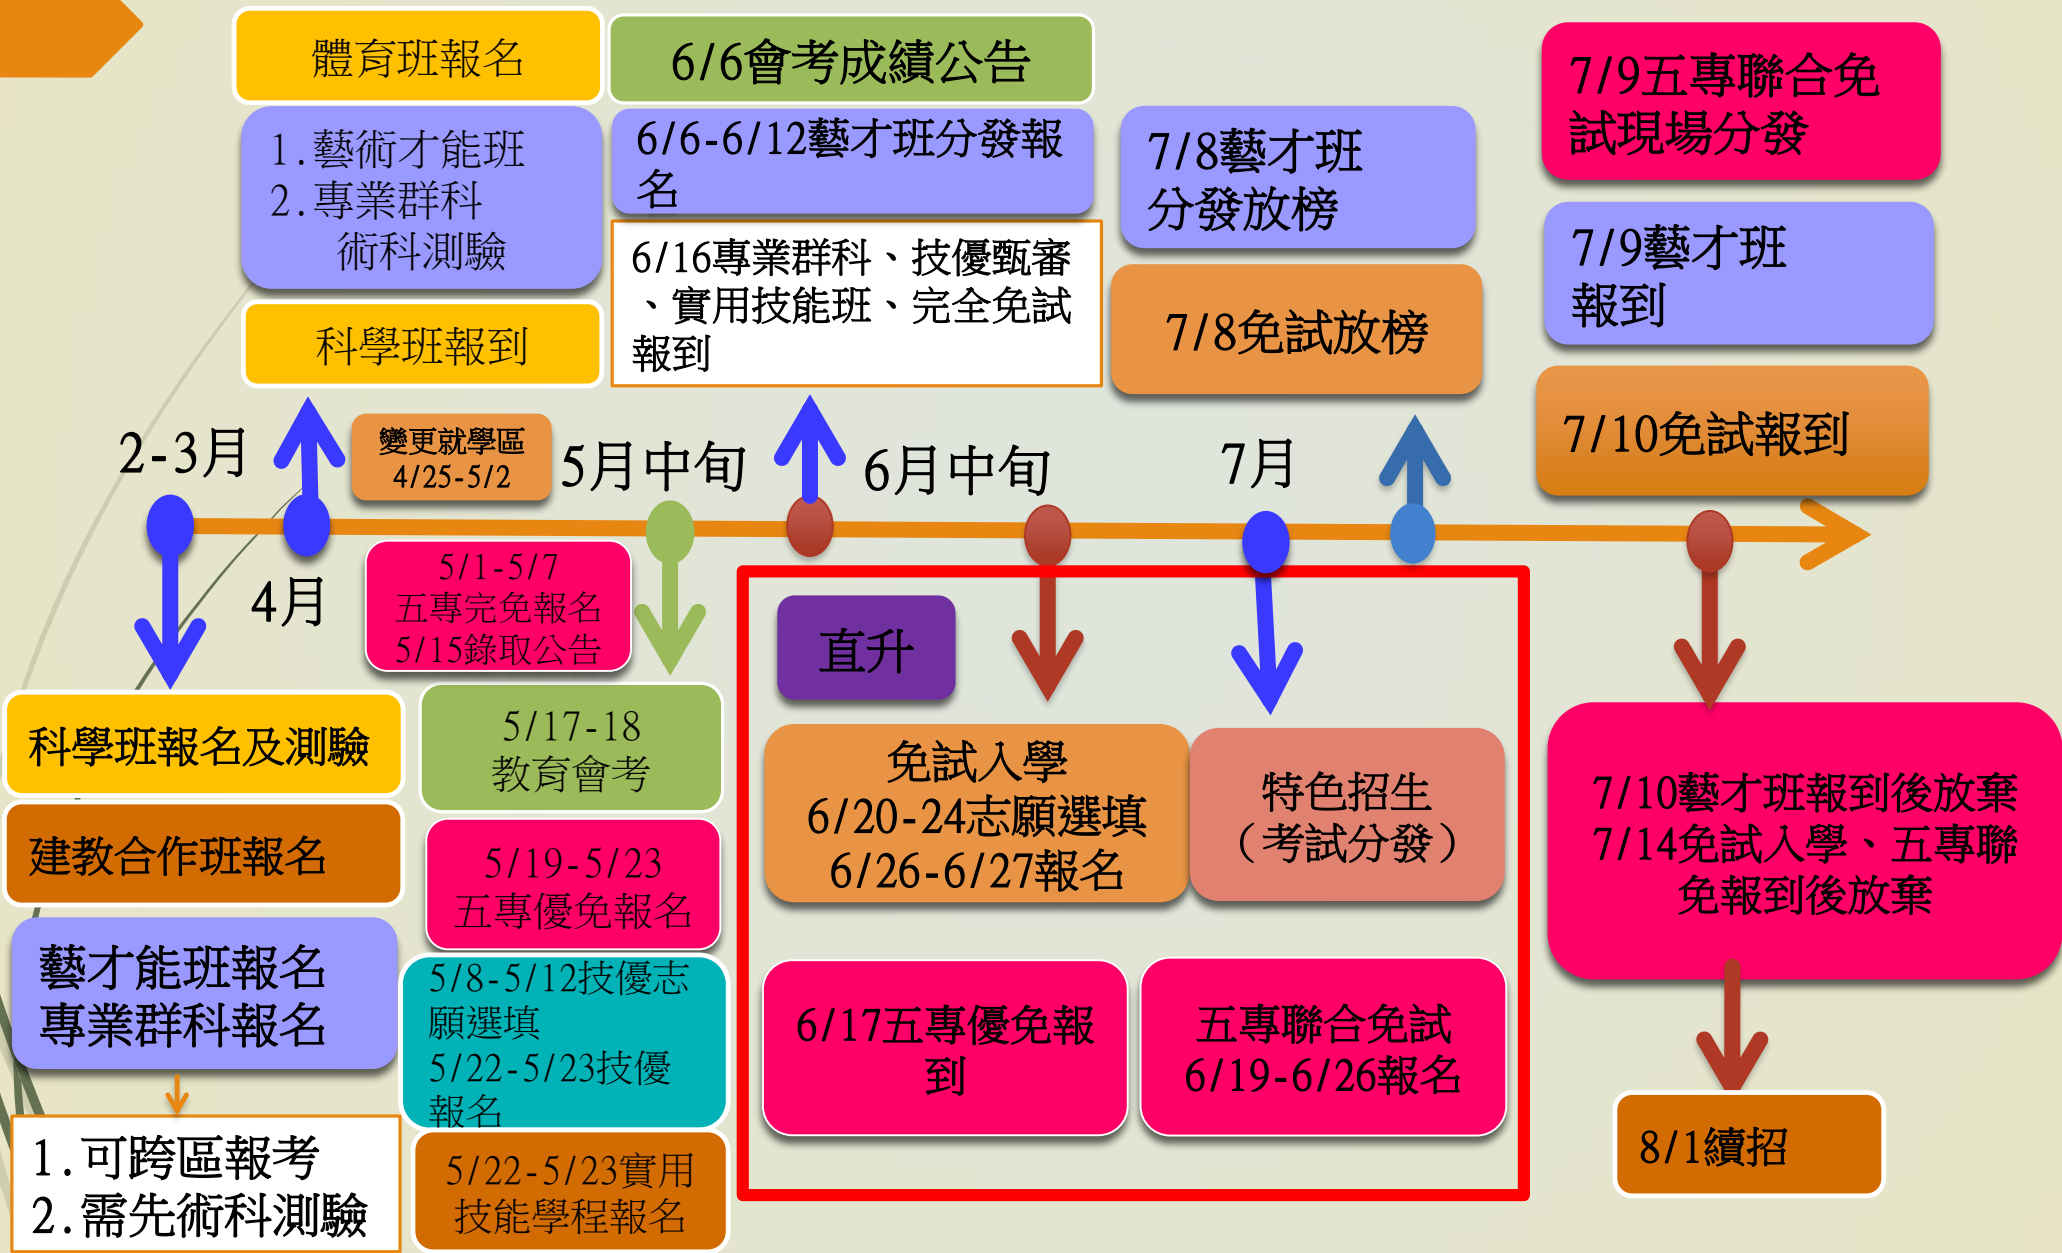 體育班報名
1.藝術才能班
2.專業群科
術科測驗
科學班報到
6/6會考成績公告
6/6-6/12藝才班分發報
名
6/16專業群科、技優甄審
、實用技能班、完全免試
報到
7/8藝才班
分發放榜
7/8免試放榜
7/9五專聯合免
試現場分發
7/9藝才班
報到
7/10免試報到
2-3月
變更就學區
4/25-5/2
5月中旬
6月中旬
7月
4月
5/1-5/7
五專完免報名
5/15錄取公告
科學班報名及測驗
建教合作班報名
藝才能班報名
專業群科報名
1.可跨區報考
2.需先術科測驗
5/17-18
教育會考
5/19-5/23
五專優免報名
5/8-5/12技優志
願選填
5/22-5/23技優
報名
5/22-5/23實用
技能學程報名
直升
免試入學
6/20-24志願選填
6/26-6/27報名
特色招生
（考試分發）
6/17五專優免報
到
五專聯合免試
6/19-6/26報名
7/10藝才班報到後放棄
7/14免試入學、五專聯
免報到後放棄
8/1續招